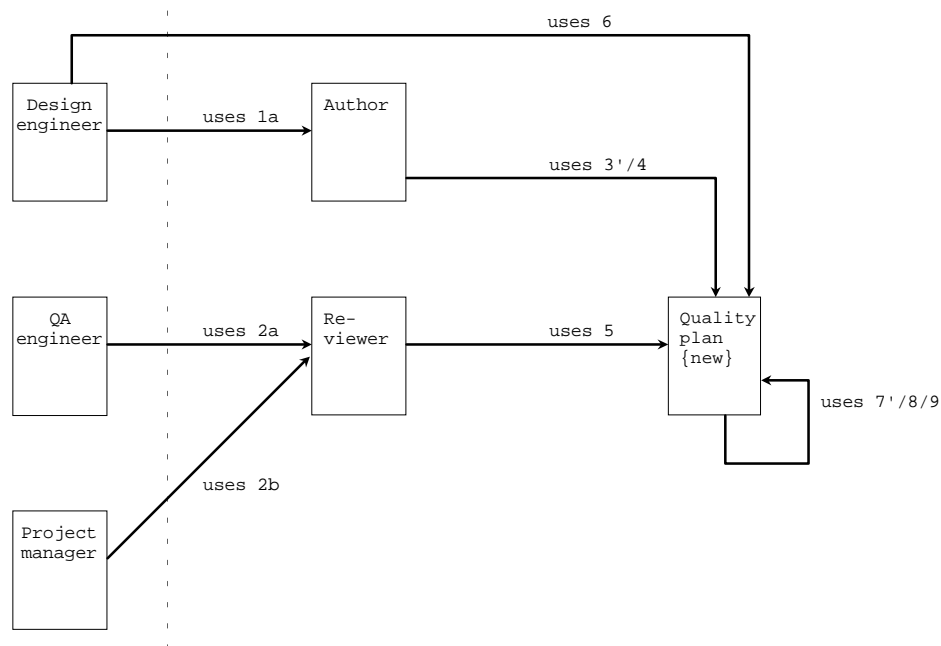 uses 6
Design
engineer
uses 1a
Author
uses 3'/4
QA
engineer
uses 2a
Re-
viewer
uses 5
Quality
plan
{new}
uses 7'/8/9
uses 2b
Project
manager